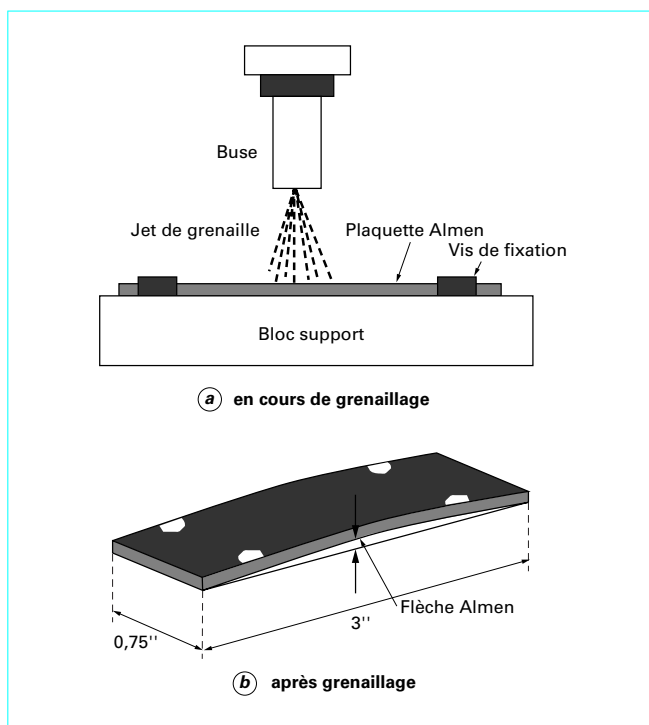 Buse
Jet de grenaille
Plaquette Almen
Vis de fixation
Bloc support
a en cours de grenaillage
Flèche Almen
3''
0,75''
b après grenaillage